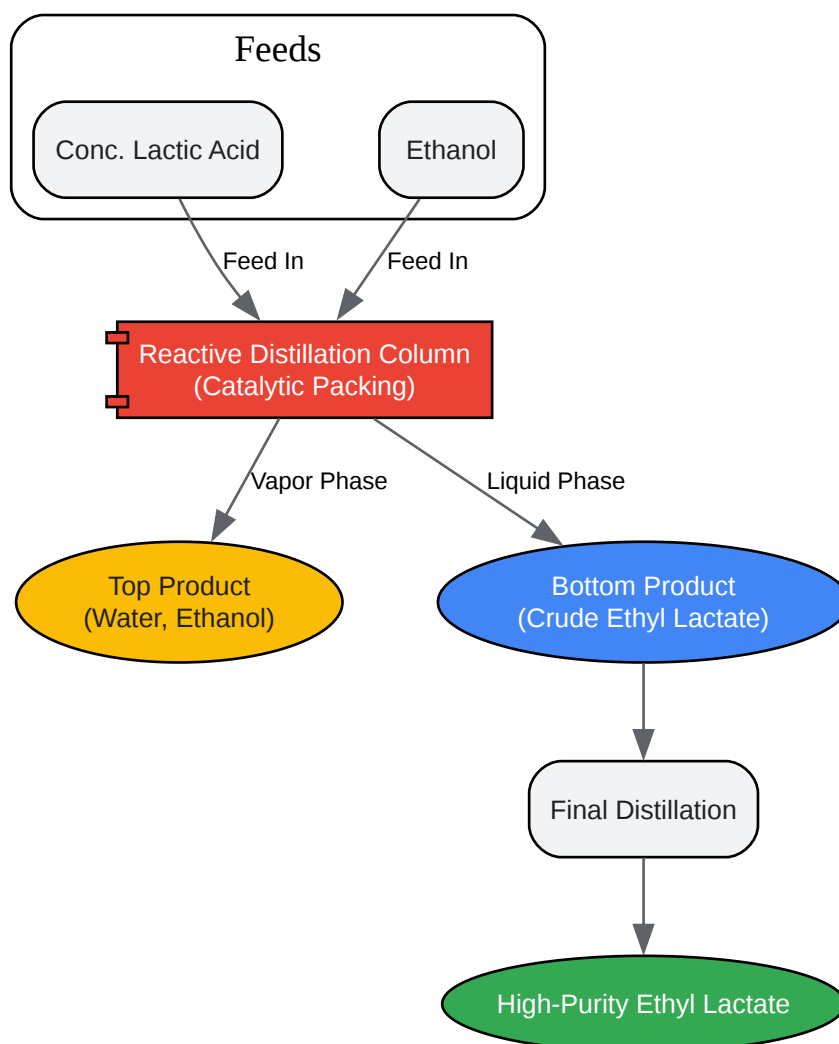 Feeds
Conc. Lactic Acid
Ethanol
Feed In
Feed In
Reactive Distillation Column
(Catalytic Packing)
Vapor Phase
Liquid Phase
Top Product
(Water, Ethanol)
Bottom Product
(Crude Ethyl Lactate)
Final Distillation
High-Purity Ethyl Lactate